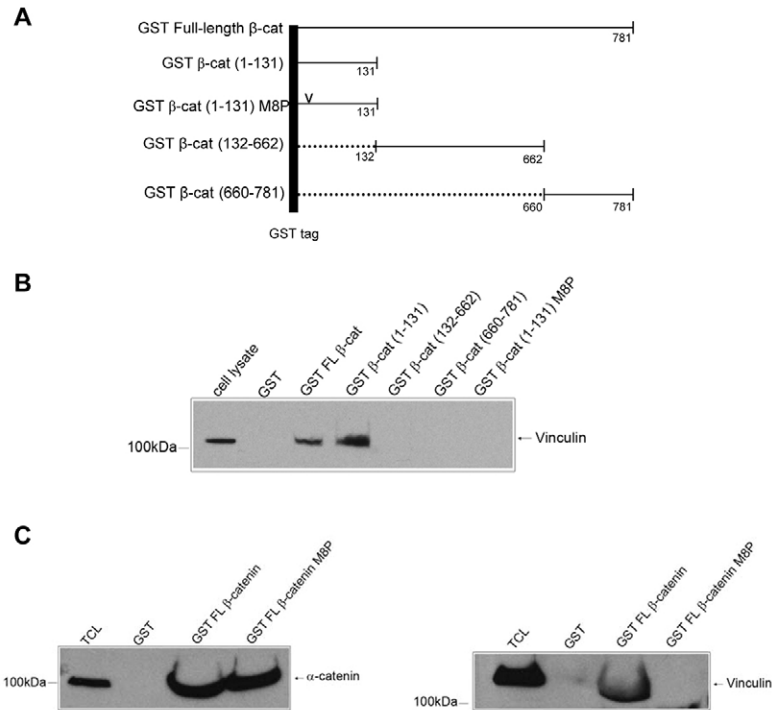 A
GST Full-length β-cat
781
GST β-cat (1-131)
131
GST β-cat (1-131) M8P
V
131
GST β-cat (132-662)
132
662
GST β-cat (660-781)
660
781
GST tag
B
cell lysate
GST
GST FL β-cat
GST β-cat (1-131)
GST β-cat (132-662)
GST β-cat (660-781)
GST β-cat (1-131) M8P
100kDa
Vinculin
C
TCL
GST
GST FL β-catenin
GST FL β-catenin M8P
100kDa
α-catenin
TCL
GST
GST FL β-catenin
GST FL β-catenin M8P
100kDa
Vinculin